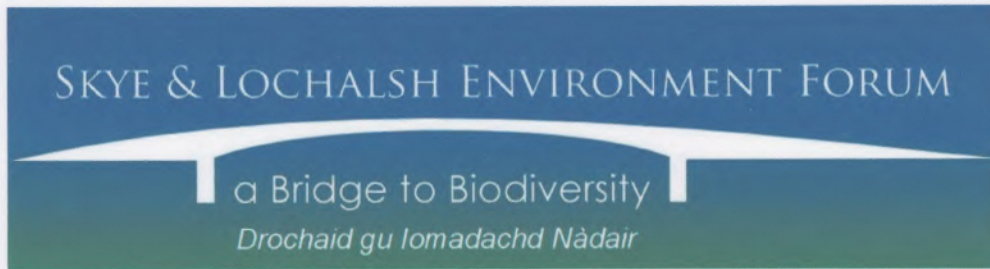 SKYE & LOCHALSH ENVIRONMENT FORUM
a Bridge to Biodiversity
Drochaid gu Iomadachd Nàdair